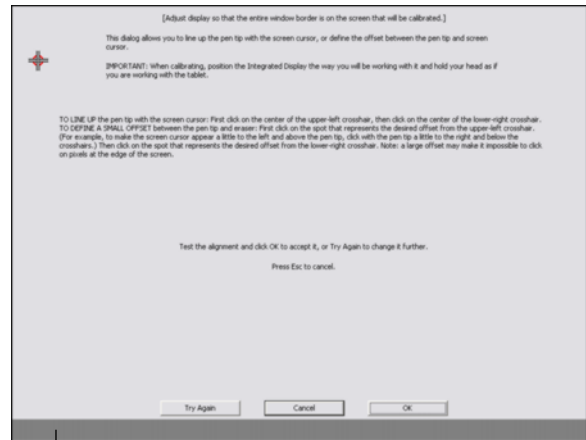 [Adjust display so that the entire window border is on the screen that will be calibrated.]
This dialog allows you to line up the pen tip with the screen cursor, or define the offset between the pen tip and screen
cursor.
IMPORTANT: When calibrating, position the Integrated Display the way you will be working with it and hold your head as if
you are working with the tablet.
TO LINE UP the pen tip with the screen cursor: First click on the center of the upper-left crosshair, then click on the center of the lower-right crosshair.
TO DEFINE A SMALL OFFSET between the pen tip and eraser: First click on the spot that represents the desired offset from the upper-left crosshair.
(For example, to make the screen cursor appear a little to the left and above the pen tip, click with the pen tip a little to the right and below the
crosshairs.) Then click on the spot that represents the desired offset from the lower-right crosshair. Note: a large offset may make it impossible to click
on pixels at the edge of the screen.
Test the alignment and click OK to accept it, or Try Again to change it further.
Press Esc to cancel.
Try Again Cancel OK